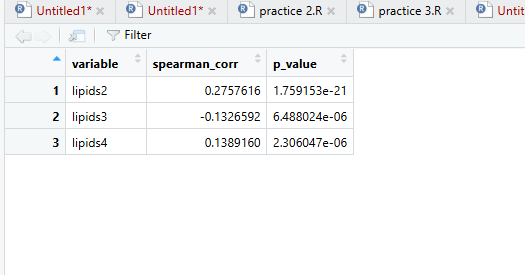 Untitled1* Untitled1* practice 2.R practice 3.R Unti
Filter
variable spearman_corr p_value
1 lipids2 0.2757616 1.759153e-21
2 lipids3 -0.1326592 6.488024e-06
3 lipids4 0.1389160 2.306047e-06